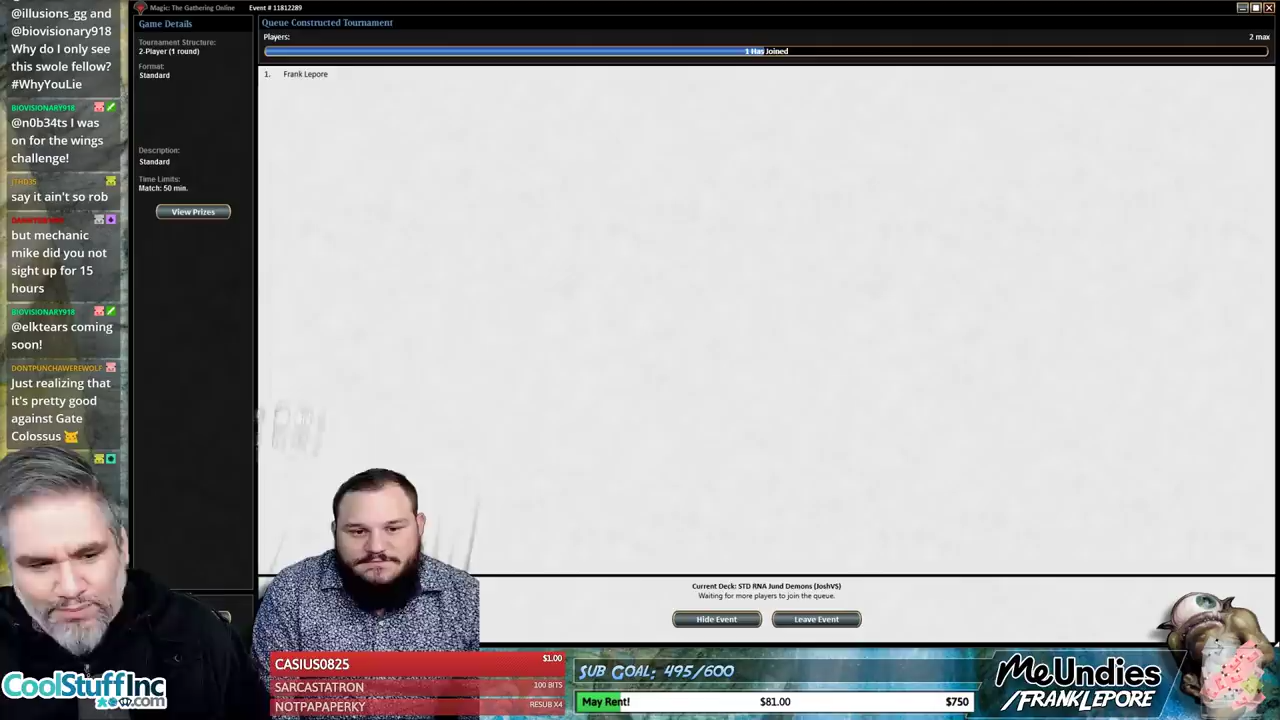 @illusions_gg and
@biovisionary918
Why do I only see
this swole fellow?
#WhyYouLie
BIOVISIONARY918
@n0b34ts I was
on for the wings
challenge!
say it ain't so rob
but mechanic
mike did you not
sight up for 15
hours
BIOVISIONARY918
@elktears coming
soon!
DONTPUNCHAWEREWOLF
Just realizing that
it's pretty good
against Gate
Colossus
Magic: The Gathering Online Event # 11812289
Game Details
Tournament Structure:
2-Player (1 round)
Format:
Standard
Description:
Standard
Time Limits:
Match: 50 min.
View Prizes
Queue Constructed Tournament
Players: 2 max
1 Has Joined
1. Frank Lepore
Current Deck: STD RNA Jund Demons (JoshVS)
Waiting for more players to join the queue.
Hide Event Leave Event
CoolStuffInc
.com
CASIUS0825 $1.00
SARCASTATRON 100 BITS
NOTPAPAPERKY RESUB X4
SUB GOAL: 495/600
May Rent! $81.00 $750
MeUndies
/FRANKLEPORE